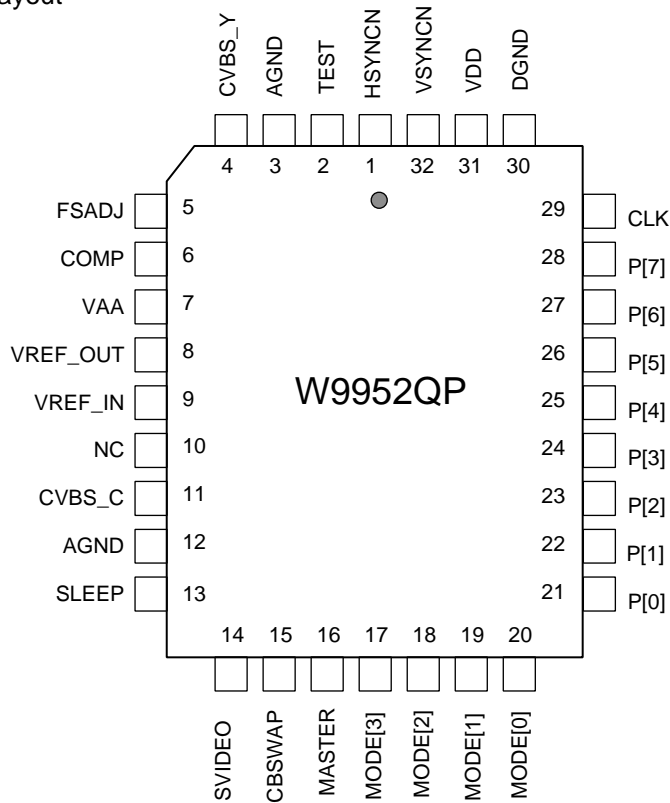 ayout
CVBS_Y
AGND
TEST
HSYNCN
VSYNCN
VDD
DGND
4 3 2 1 32 31 30
FSADJ 5 29 CLK
COMP 6 28 P[7]
VAA 7 27 P[6]
VREF_OUT 8 26 P[5]
W9952QP
VREF_IN 9 25 P[4]
NC 10 24 P[3]
CVBS_C 11 23 P[2]
AGND 12 22 P[1]
SLEEP 13 21 P[0]
14 15 16 17 18 19 20
SVIDEO
CBSWAP
MASTER
MODE[3]
MODE[2]
MODE[1]
MODE[0]